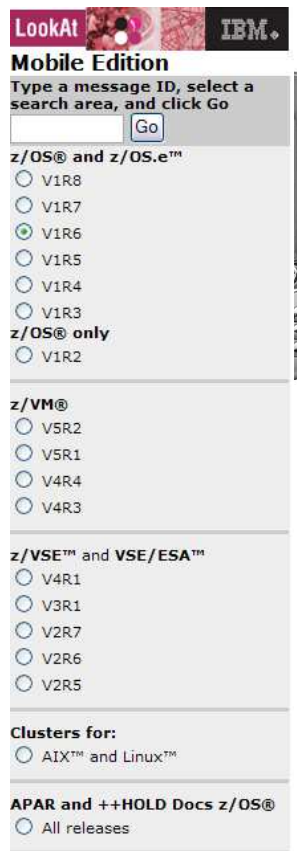 LookAt IBM®
Mobile Edition
Type a message ID, select a
search area, and click Go
Go
z/OS® and z/OS.e™
V1R8
V1R7
V1R6
V1R5
V1R4
V1R3
z/OS® only
V1R2
z/VM®
V5R2
V5R1
V4R4
V4R3
z/VSE™ and VSE/ESA™
V4R1
V3R1
V2R7
V2R6
V2R5
Clusters for:
AIX™ and Linux™
APAR and ++HOLD Docs z/OS®
All releases